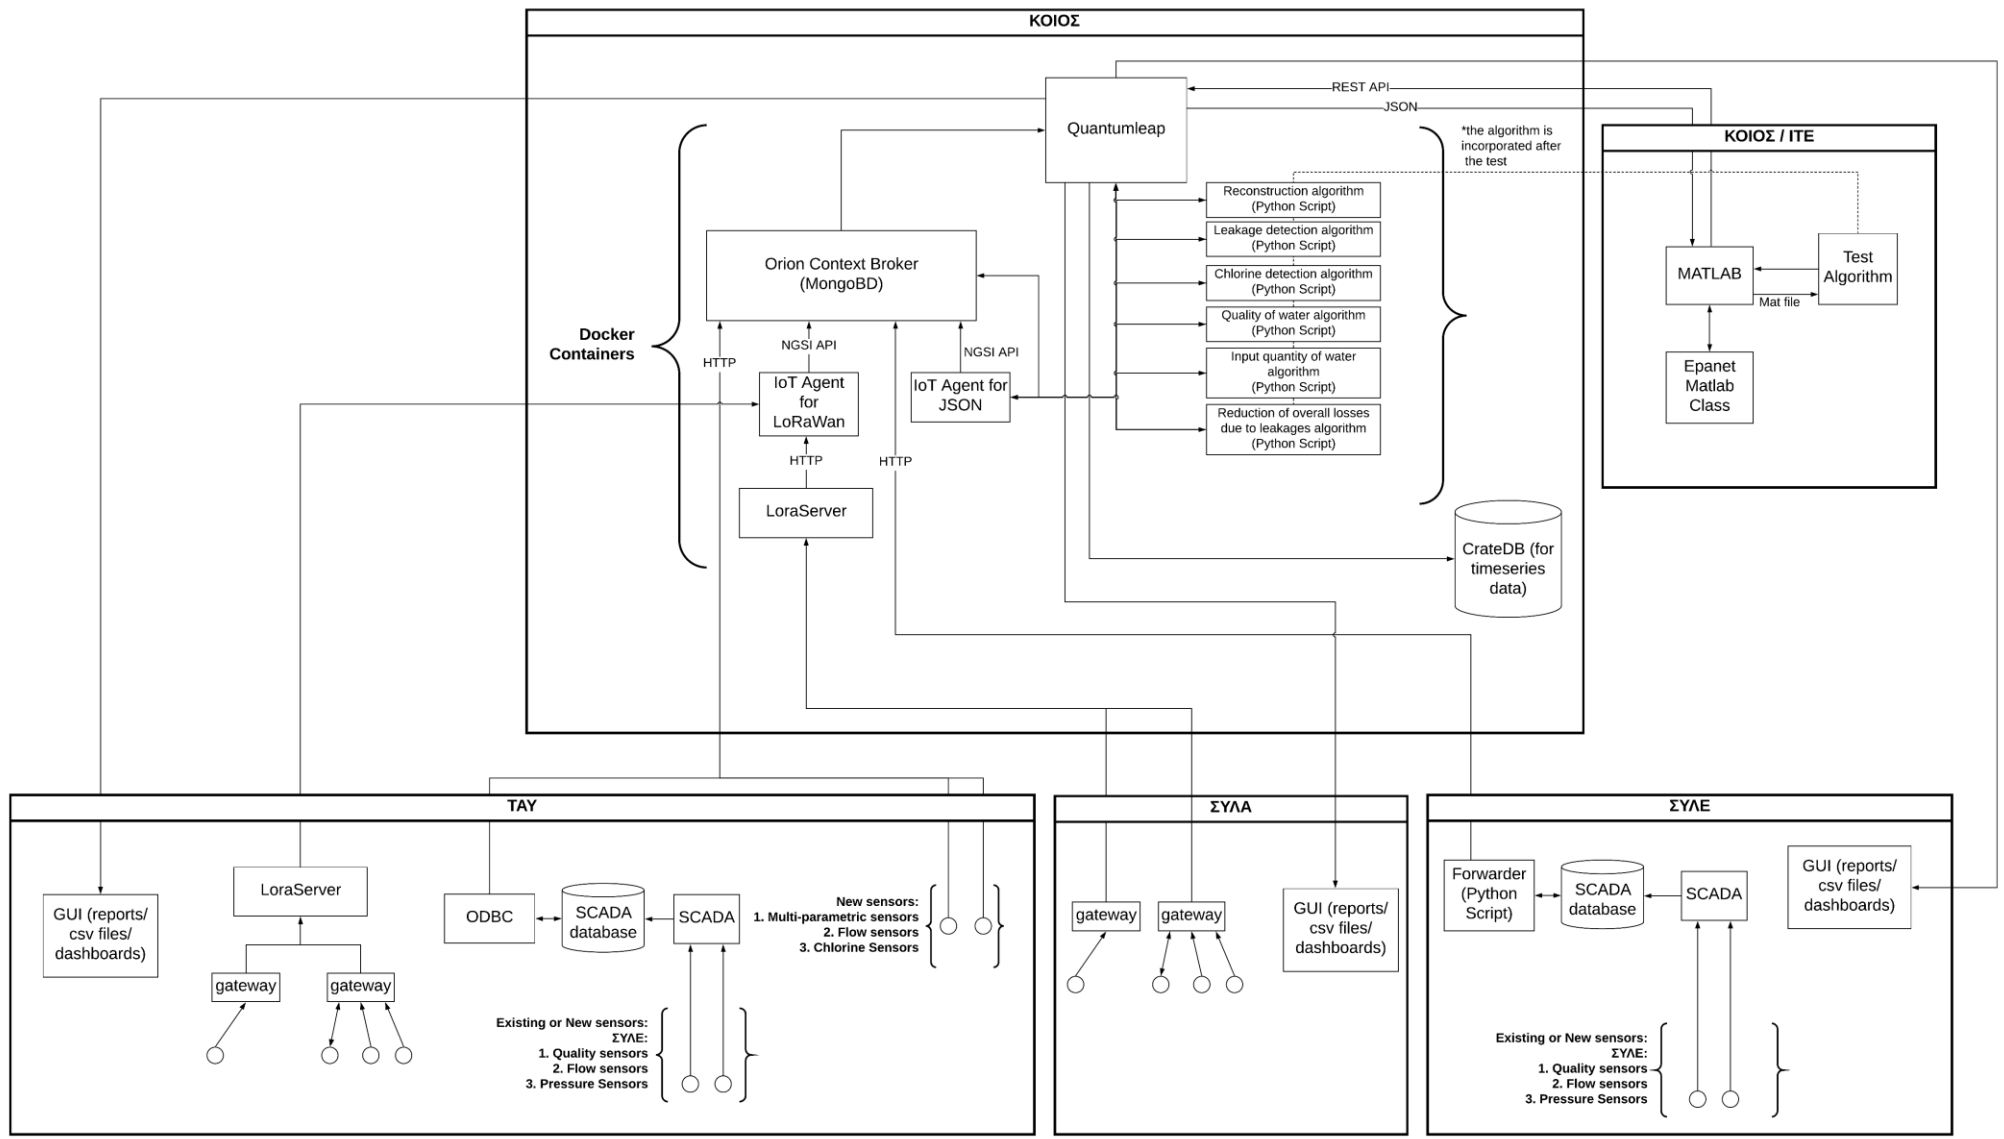 ΚΟΙΟΣ
Quantumleap
REST API
JSON
*the algorithm is
incorporated after
the test
ΚΟΙΟΣ / ΙΤΕ
Reconstruction algorithm
(Python Script)
Leakage detection algorithm
(Python Script)
Chlorine detection algorithm
(Python Script)
Quality of water algorithm
(Python Script)
Input quantity of water
algorithm
(Python Script)
Reduction of overall losses
due to leakages algorithm
(Python Script)
MATLAB
Mat file
Test
Algorithm
Epanet
Matlab
Class
Orion Context Broker
(MongoBD)
Docker
Containers
HTTP
NGSI API
NGSI API
IoT Agent
for
LoRaWan
IoT Agent for
JSON
HTTP
HTTP
LoraServer
CrateDB (for
timeseries
data)
ΤΑΥ
GUI (reports/
csv files/
dashboards)
LoraServer
gateway
gateway
ODBC
SCADA
database
SCADA
New sensors:
1. Multi-parametric sensors
2. Flow sensors
3. Chlorine Sensors
Existing or New sensors:
ΣΥΛΕ:
1. Quality sensors
2. Flow sensors
3. Pressure Sensors
ΣΥΛΑ
gateway
gateway
GUI (reports/
csv files/
dashboards)
ΣΥΛΕ
Forwarder
(Python
Script)
SCADA
database
SCADA
GUI (reports/
csv files/
dashboards)
Existing or New sensors:
ΣΥΛΕ:
1. Quality sensors
2. Flow sensors
3. Pressure Sensors